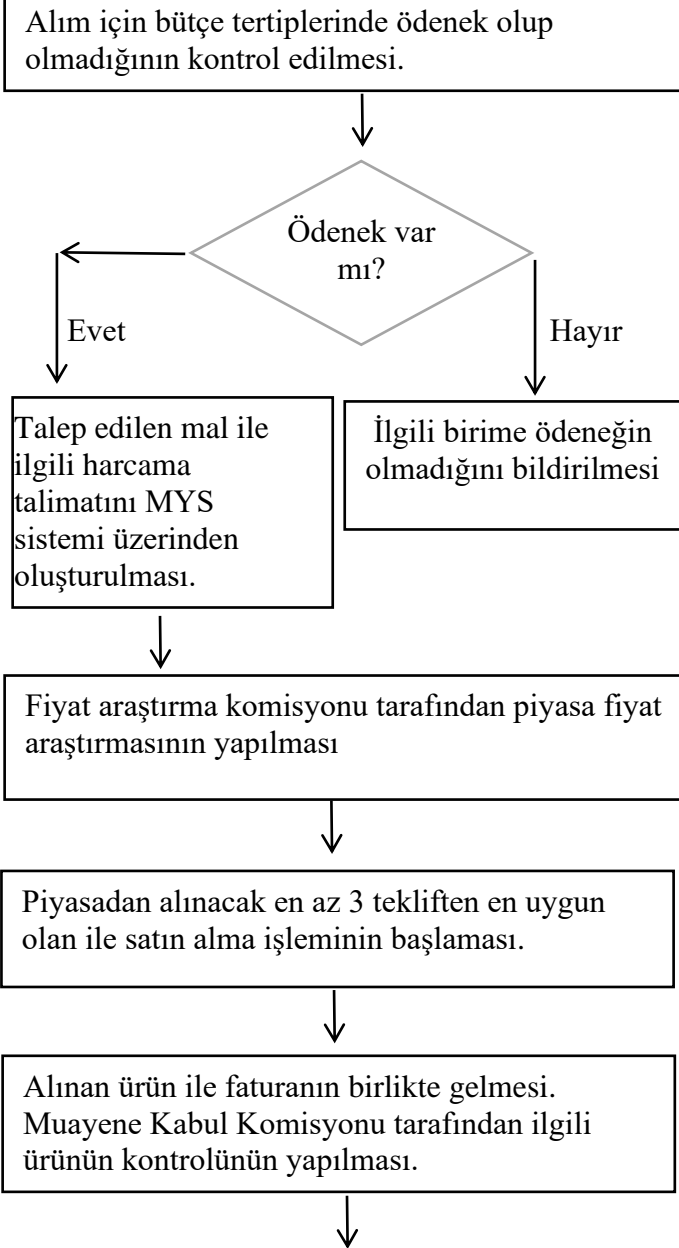 Alım için bütçe tertiplerinde ödenek olup
olmadığının kontrol edilmesi.
Ödenek var
mı?
Evet
Hayır
Talep edilen mal ile
ilgili harcama
talimatını MYS
sistemi üzerinden
oluşturulması.
İlgili birime ödeneğin
olmadığını bildirilmesi
Fiyat araştırma komisyonu tarafından piyasa fiyat
araştırmasının yapılması
Piyasadan alınacak en az 3 tekliften en uygun
olan ile satın alma işleminin başlaması.
Alınan ürün ile faturanın birlikte gelmesi.
Muayene Kabul Komisyonu tarafından ilgili
ürünün kontrolünün yapılması.